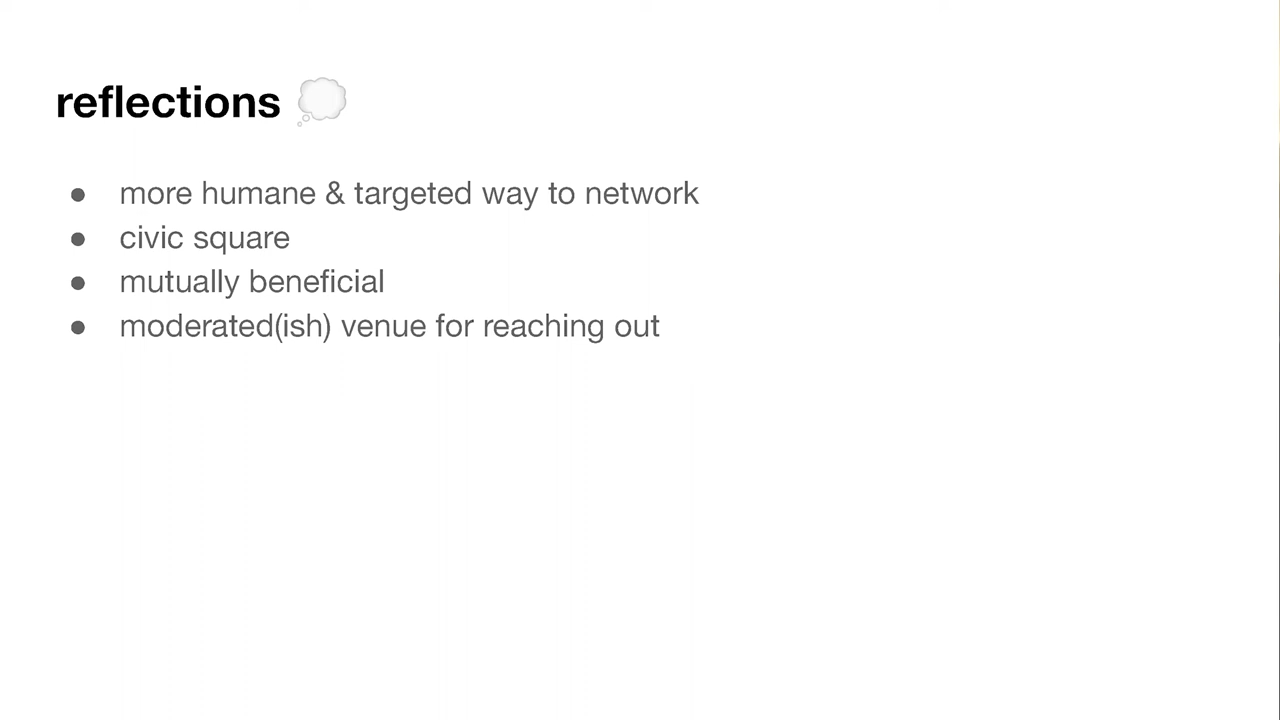 reflections 💭
● more humane & targeted way to network
● civic square
● mutually beneficial
● moderated(ish) venue for reaching out